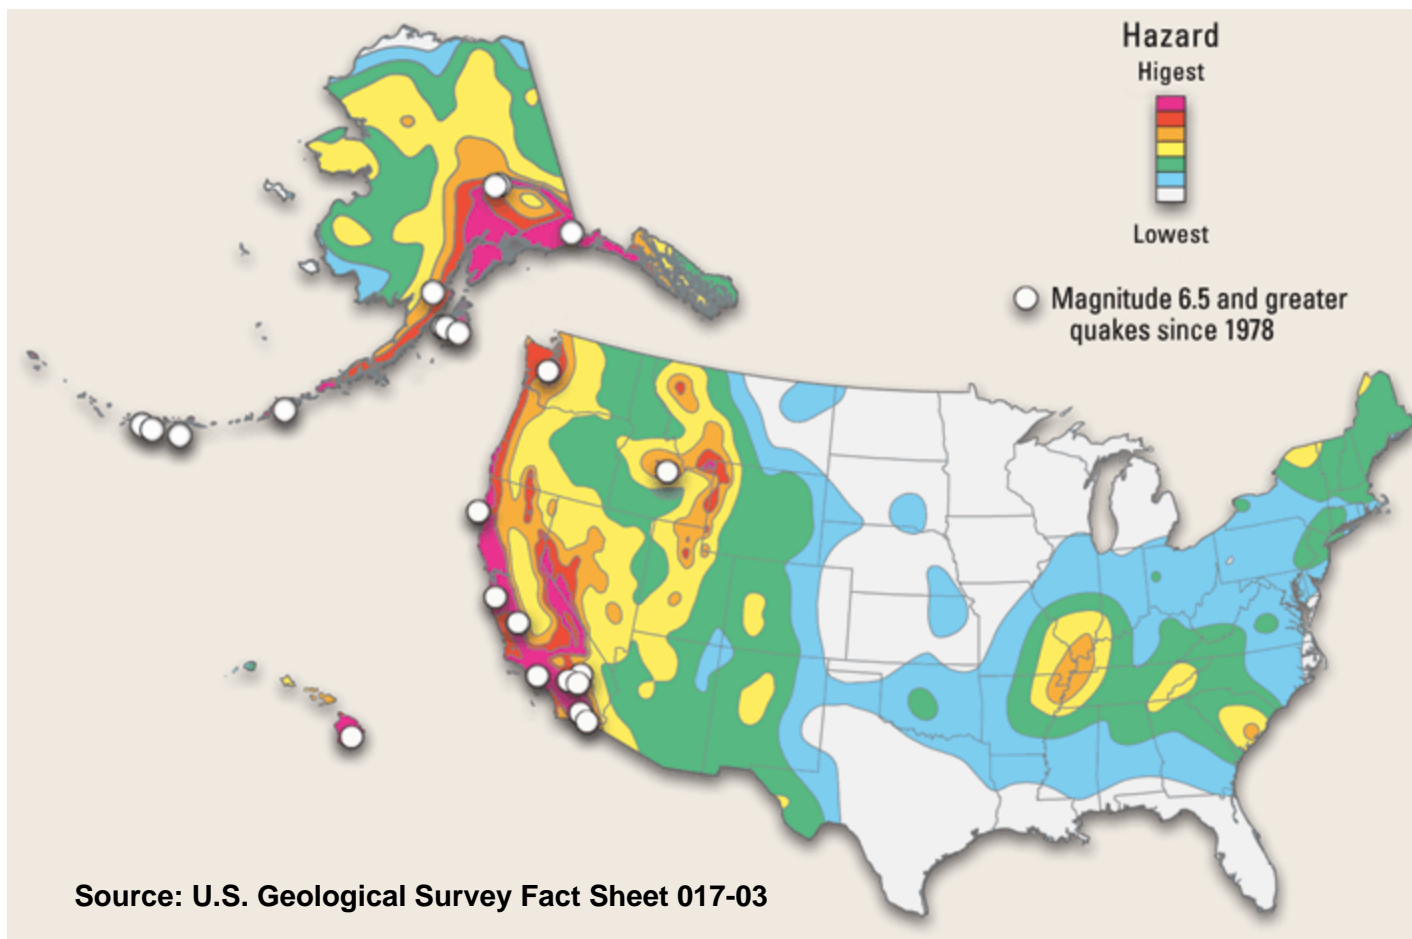 Hazard
Higest
Lowest
Magnitude 6.5 and greater
quakes since 1978
Source: U.S. Geological Survey Fact Sheet 017-03